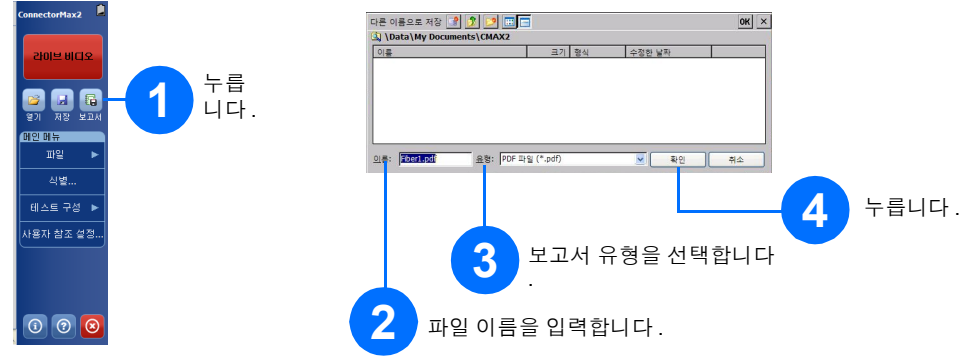 ConnectorMax2
라이브 비디오
열기 저장 보고서
메인 메뉴
파일
식별...
테스트 구성
사용자 참조 설정...
1
누릅
니다.
다른 이름으로 저장
OK
\Data\My Documents\CMAX2
이름 크기 형식 수정한 날짜
이름: Fiber1.pdf 유형: PDF 파일 (*.pdf) 확인 취소
4
누릅니다.
3
보고서 유형을 선택합니다
.
2
파일 이름을 입력합니다.